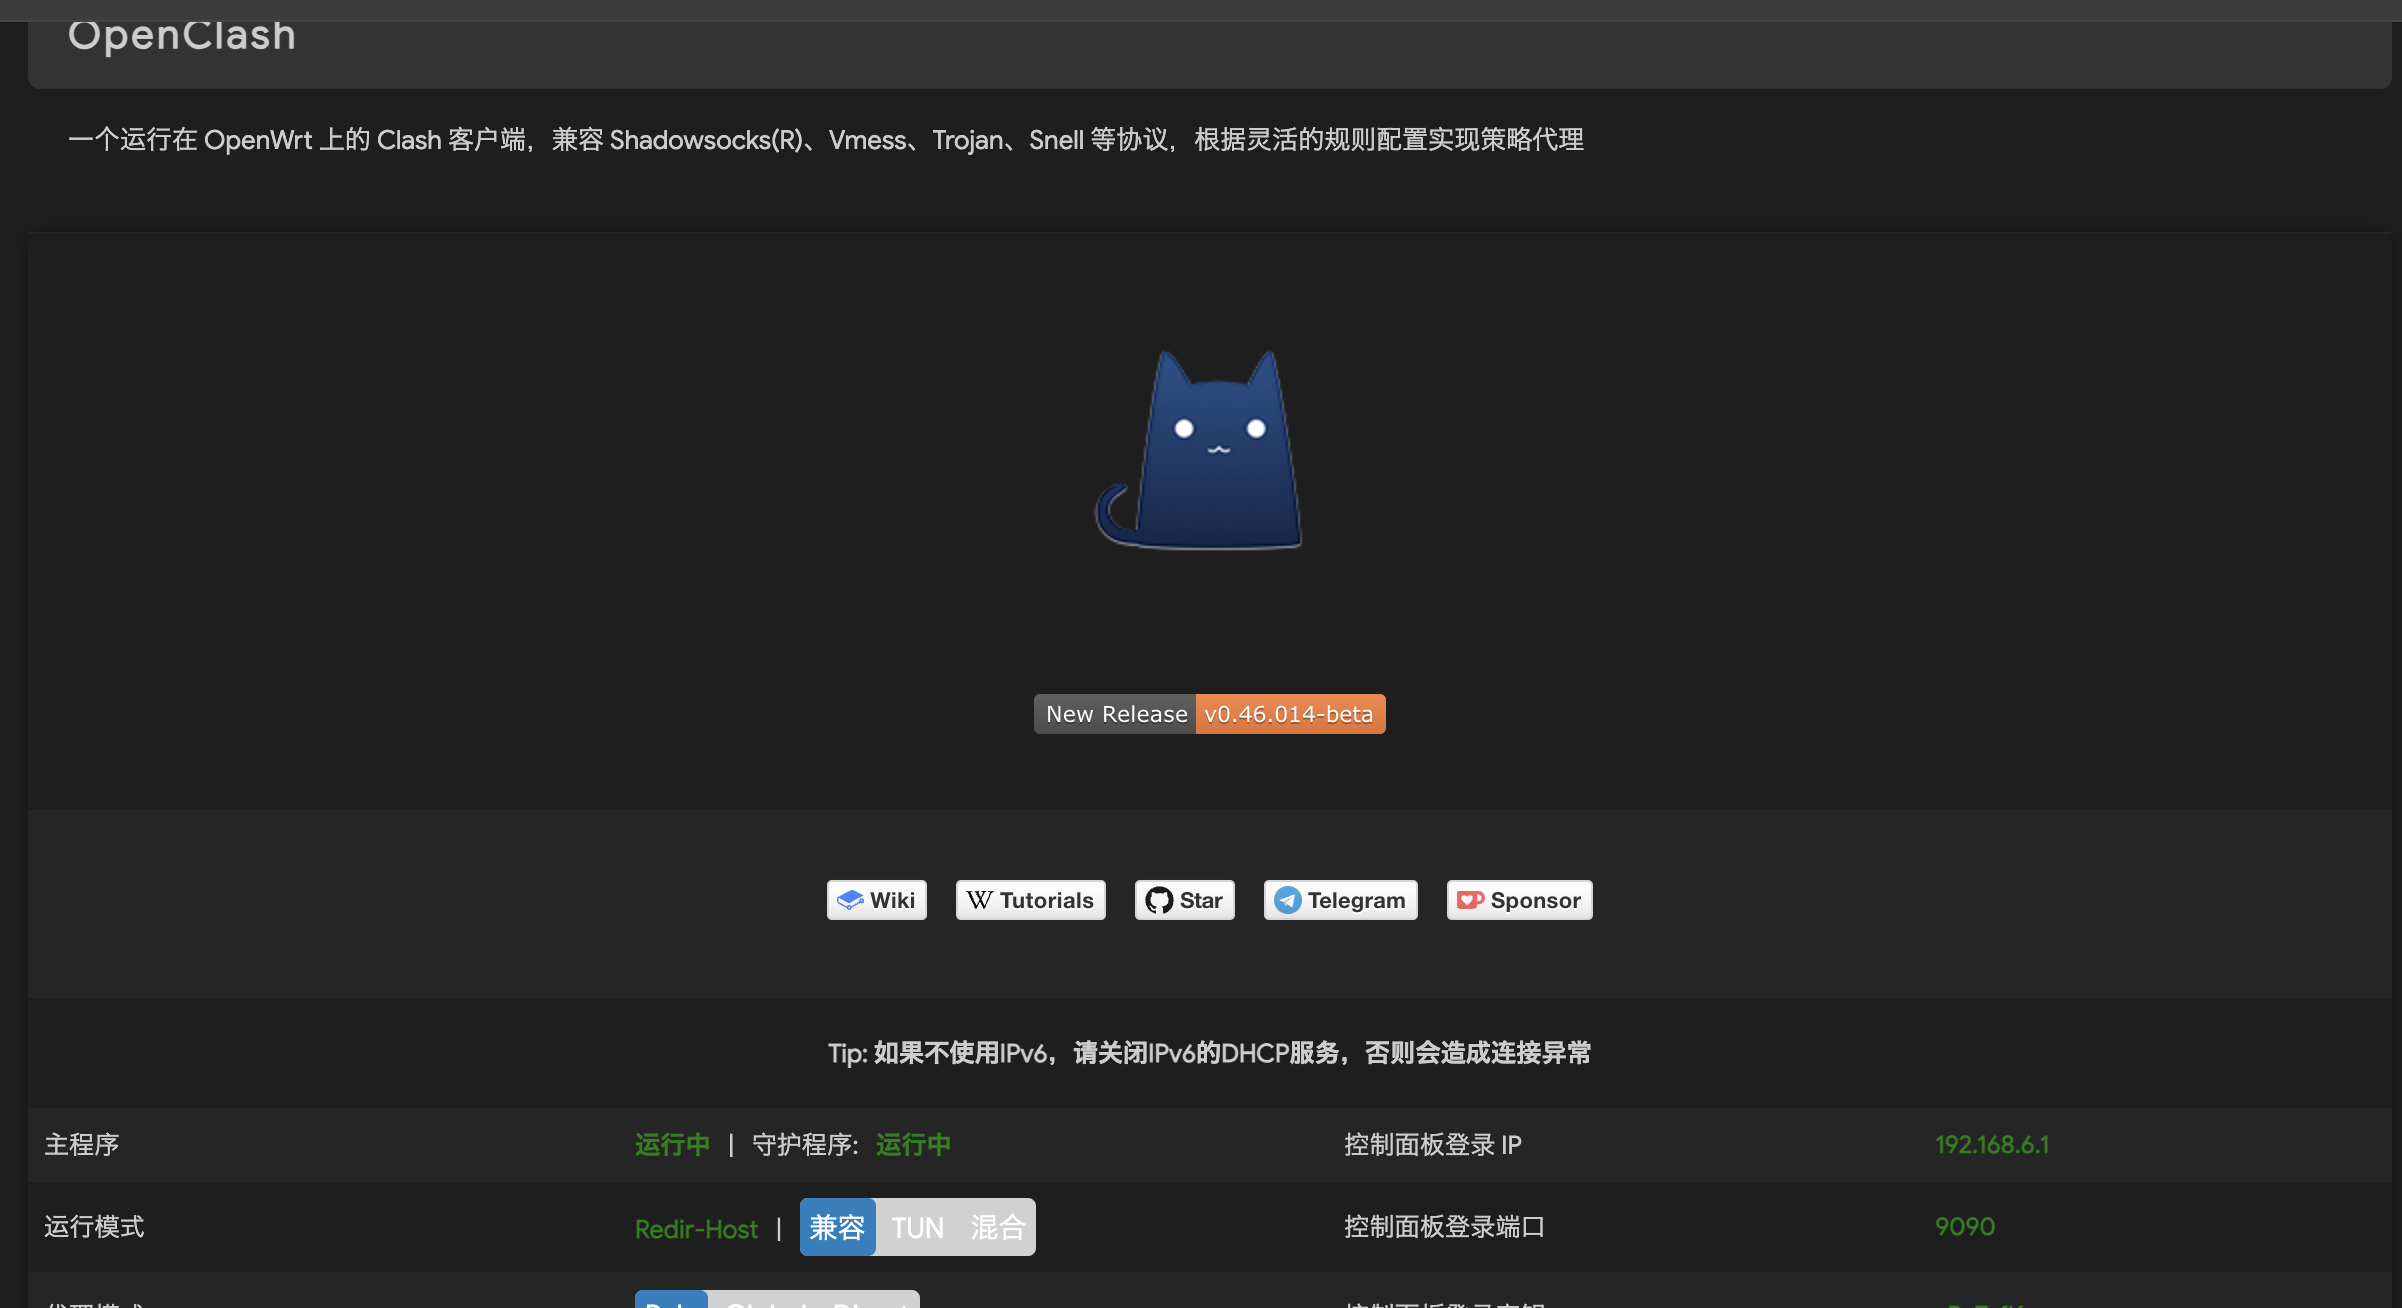 OpenClash
一个运行在 OpenWrt 上的 Clash 客户端，兼容 Shadowsocks(R)、Vmess、Trojan、Snell 等协议，根据灵活的规则配置实现策略代理
New Release v0.46.014-beta
Wiki Tutorials Star Telegram Sponsor
Tip: 如果不使用IPv6，请关闭IPv6的DHCP服务，否则会造成连接异常
主程序 运行中 | 守护程序: 运行中 控制面板登录 IP 192.168.6.1
运行模式 Redir-Host | 兼容 TUN 混合 控制面板登录端口 9090